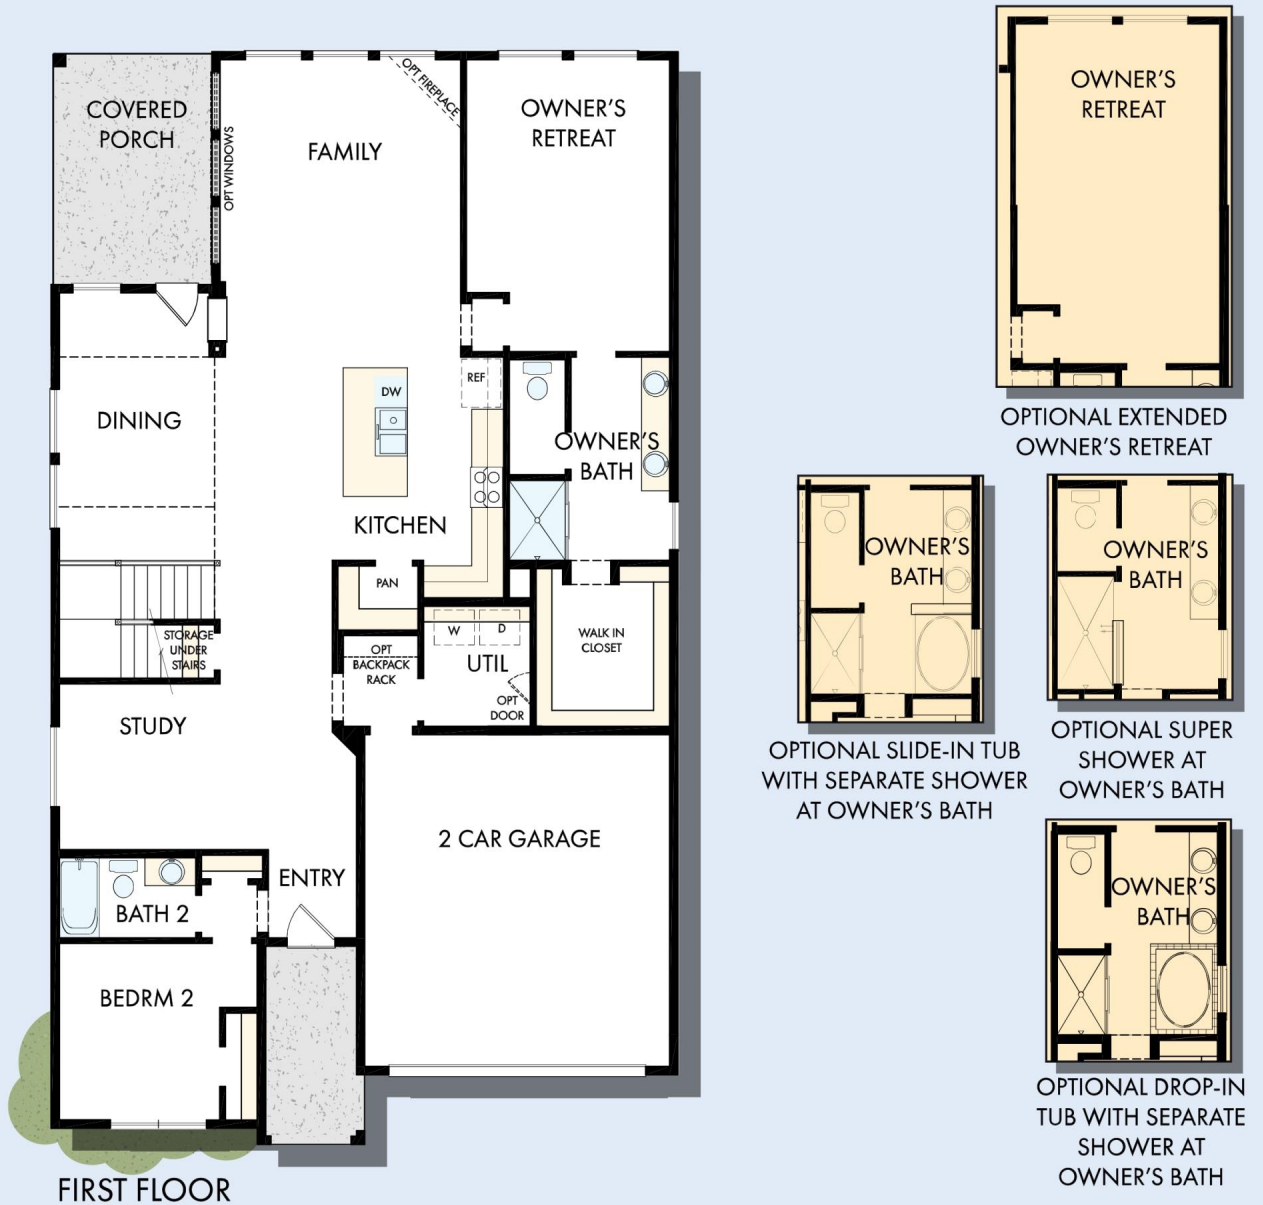 COVERED
PORCH
OPT WINDOWS
FAMILY
OPT FIREPLACE
OWNER'S
RETREAT
DINING
DW
REF
OWNER'S
BATH
KITCHEN
PAN
STORAGE
UNDER
STAIRS
OPT
BACKPACK
RACK
W
D
UTIL
OPT
DOOR
WALK IN
CLOSET
STUDY
2 CAR GARAGE
ENTRY
BATH 2
BEDRM 2
FIRST FLOOR
OWNER'S
RETREAT
OPTIONAL EXTENDED
OWNER'S RETREAT
OWNER'S
BATH
OPTIONAL SLIDE-IN TUB
WITH SEPARATE SHOWER
AT OWNER'S BATH
OWNER'S
BATH
OPTIONAL SUPER
SHOWER AT
OWNER'S BATH
OWNER'S
BATH
OPTIONAL DROP-IN
TUB WITH SEPARATE
SHOWER AT
OWNER'S BATH